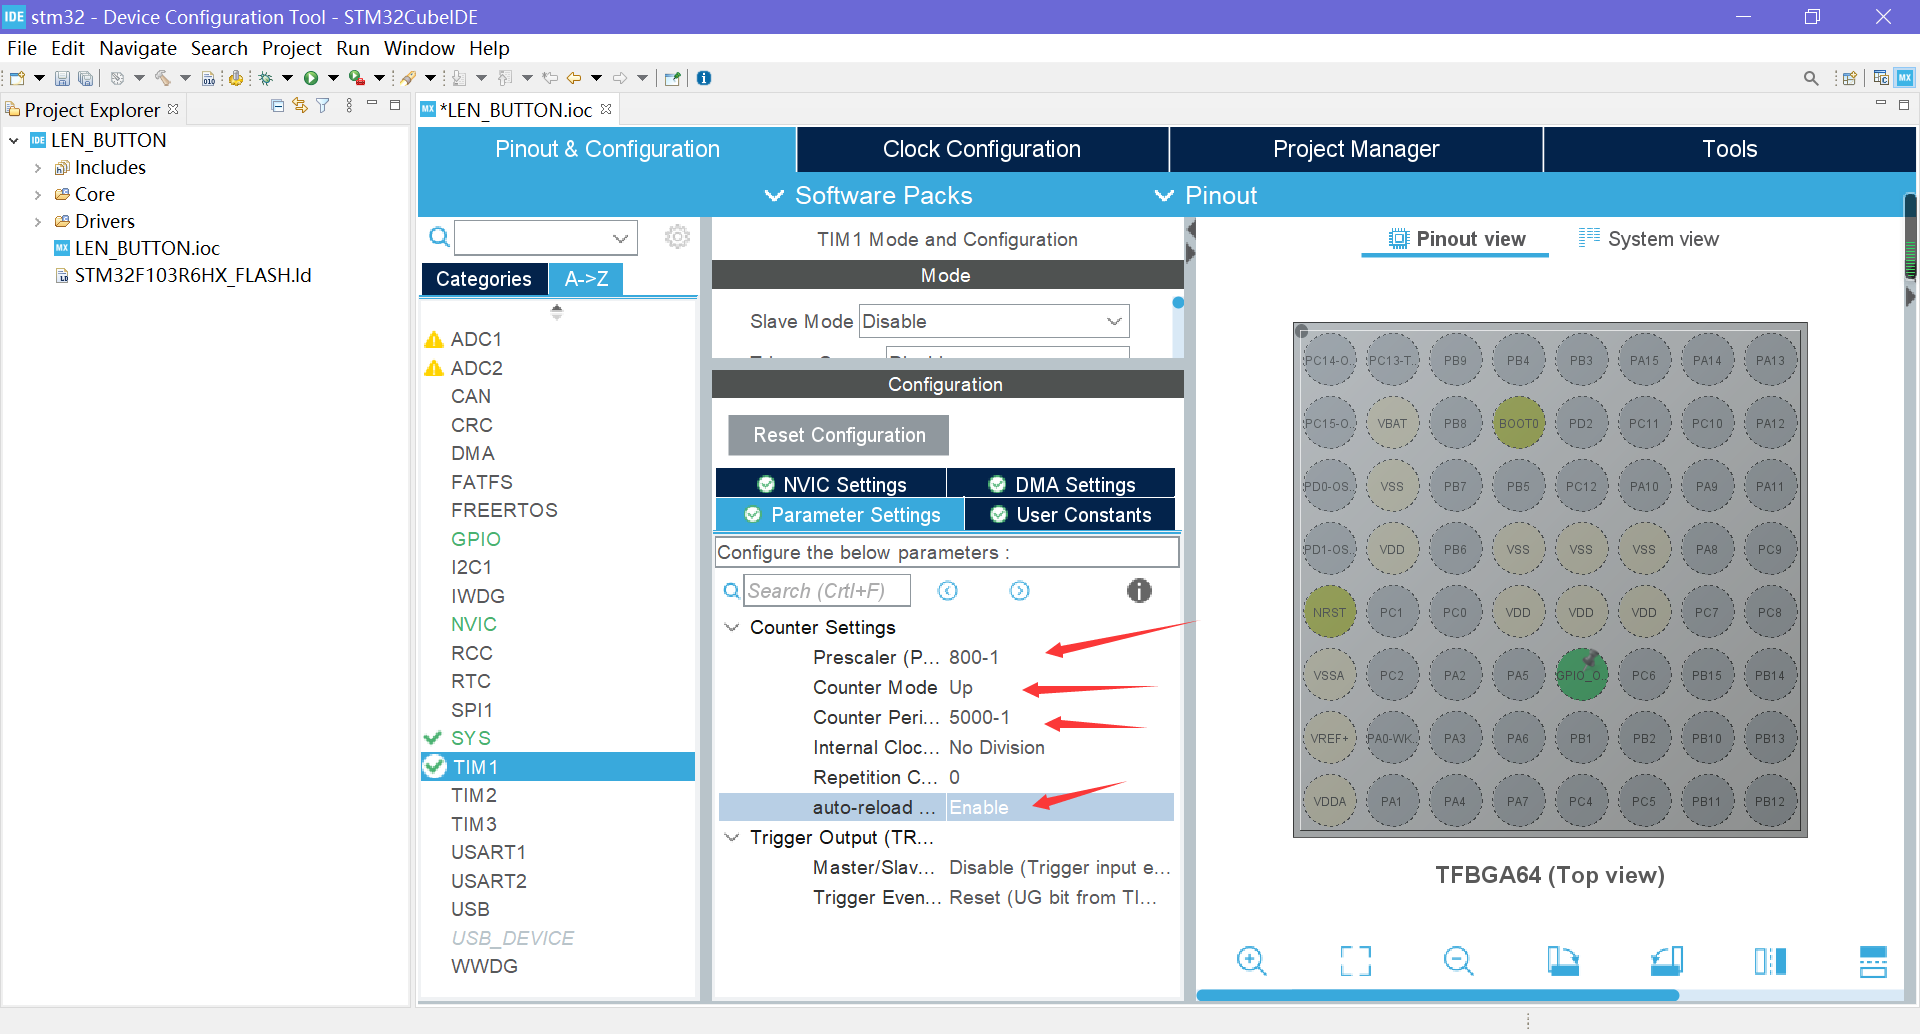 IDE stm32 - Device Configuration Tool - STM32CubeIDE
File Edit Navigate Search Project Run Window Help
Project Explorer
MX *LEN_BUTTON.ioc
IDE LEN_BUTTON
Includes
Core
Drivers
MX LEN_BUTTON.ioc
STM32F103R6HX_FLASH.ld
Pinout & Configuration
Clock Configuration
Project Manager
Tools
Software Packs
Pinout
Categories
A->Z
ADC1
ADC2
CAN
CRC
DMA
FATFS
FREERTOS
GPIO
I2C1
IWDG
NVIC
RCC
RTC
SPI1
SYS
TIM1
TIM2
TIM3
USART1
USART2
USB
USB_DEVICE
WWDG
TIM1 Mode and Configuration
Mode
Slave Mode Disable
Configuration
Reset Configuration
NVIC Settings
DMA Settings
Parameter Settings
User Constants
Configure the below parameters :
Search (Crtl+F)
Counter Settings
Prescaler (P... 800-1
Counter Mode Up
Counter Peri... 5000-1
Internal Cloc... No Division
Repetition C... 0
auto-reload ... Enable
Trigger Output (TR...
Master/Slav... Disable (Trigger input e...
Trigger Even... Reset (UG bit from TI...
Pinout view
System view
PC14-O.. PC13-T.. PB9 PB4 PB3 PA15 PA14 PA13
PC15-O.. VBAT PB8 BOOT0 PD2 PC11 PC10 PA12
PD0-OS.. VSS PB7 PB5 PC12 PA10 PA9 PA11
PD1-OS.. VDD PB6 VSS VSS VSS PA8 PC9
NRST PC1 PC0 VDD VDD VDD PC7 PC8
VSSA PC2 PA2 PA5 GPIO_O.. PC6 PB15 PB14
VREF+ PA0-WK.. PA3 PA6 PB1 PB2 PB10 PB13
VDDA PA1 PA4 PA7 PC4 PC5 PB11 PB12
TFBGA64 (Top view)